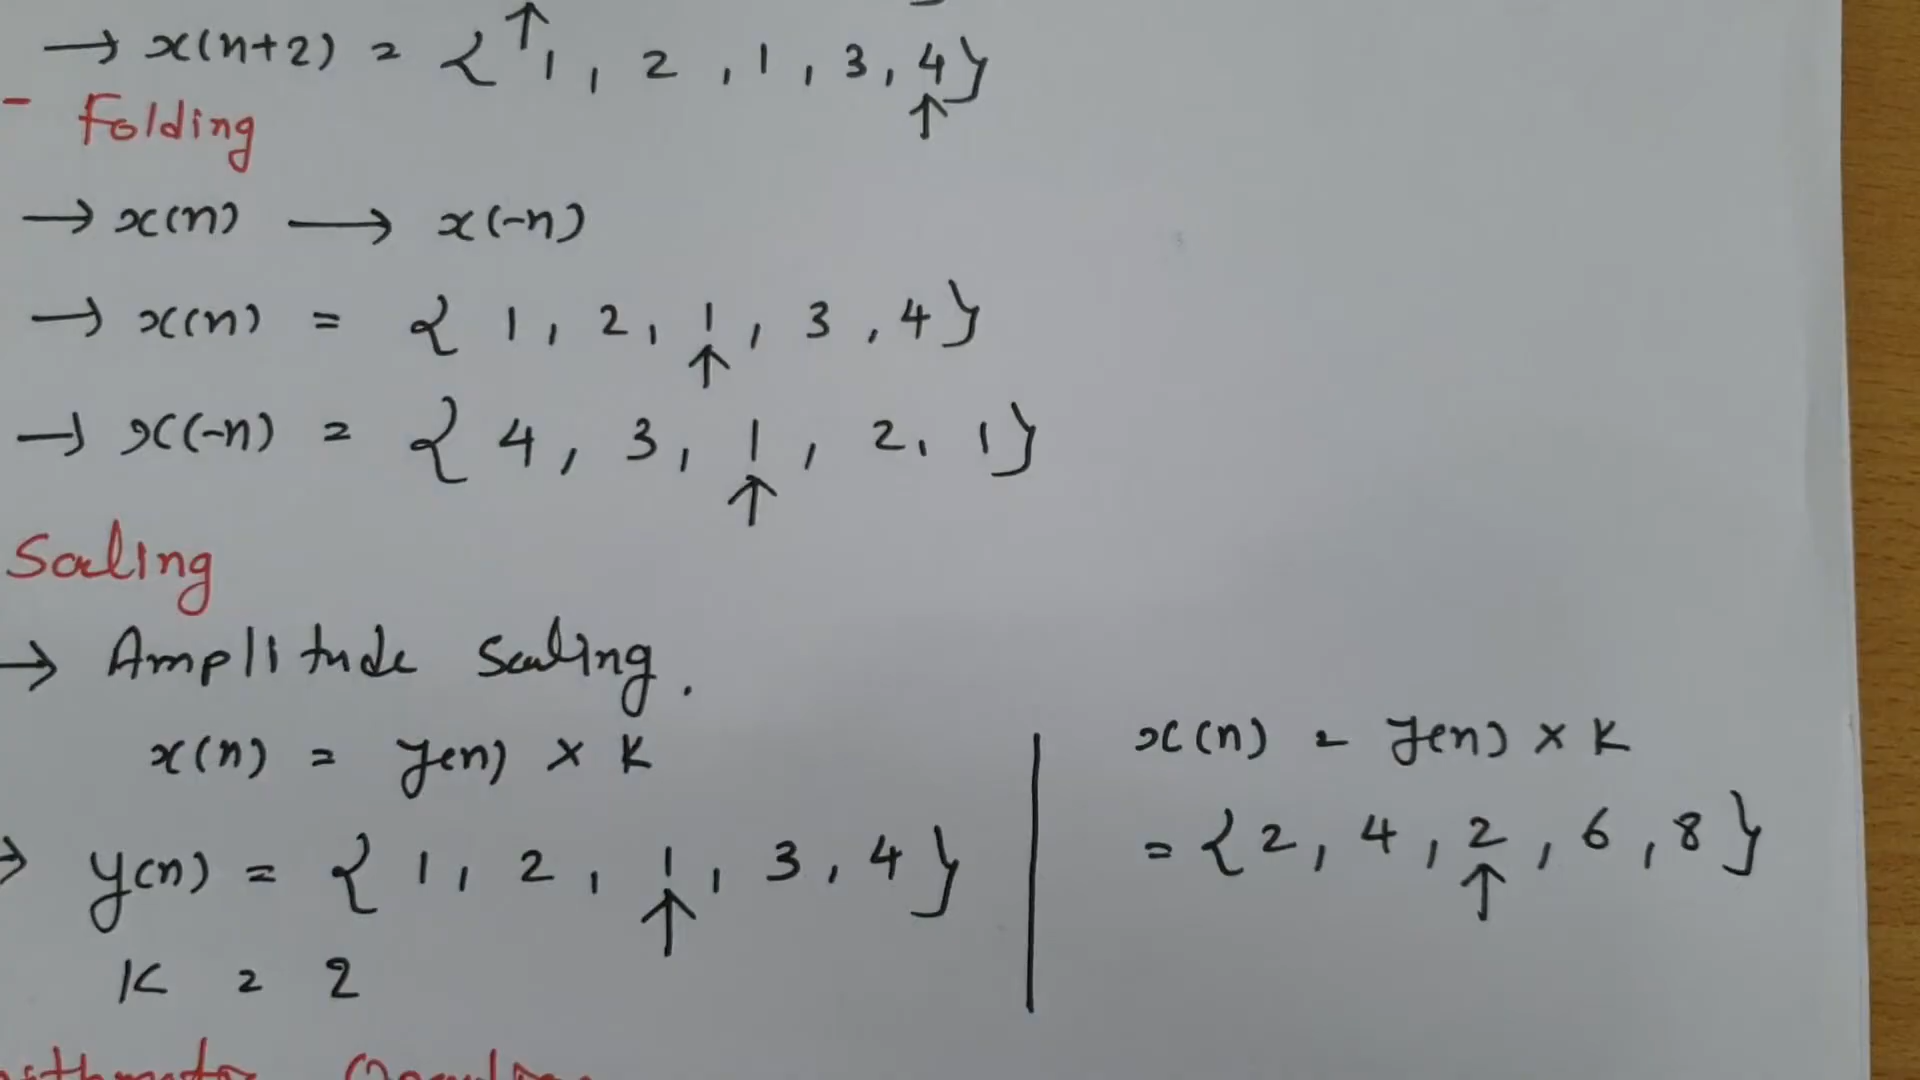 → x(n+2) = { 1, 2, 1, 3, 4}
↑
- Folding
→ x(n) → x(-n)
→ x(n) = { 1, 2, 1, 3, 4}
↑
→ x(-n) = { 4, 3, 1, 2, 1}
↑
Scaling
→ Amplitude Scaling.
x(n) = y(n) × K
→ y(n) = { 1, 2, 1, 3, 4}
↑
K = 2
x(n) = y(n) × K
= {2, 4, 2, 6, 8}
↑